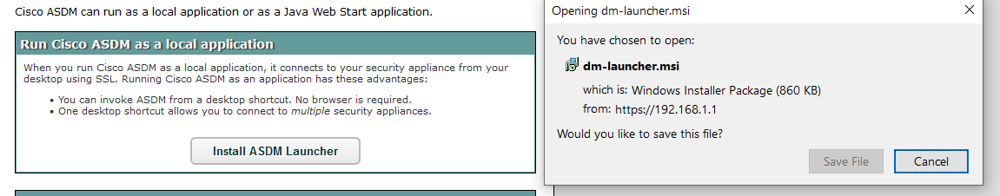 Cisco ASDM can run as a local application or as a Java Web Start application.
Run Cisco ASDM as a local application
When you run Cisco ASDM as a local application, it connects to your security appliance from your
desktop using SSL. Running Cisco ASDM as an application has these advantages:
• You can invoke ASDM from a desktop shortcut. No browser is required.
• One desktop shortcut allows you to connect to multiple security appliances.
Install ASDM Launcher
Opening dm-launcher.msi
You have chosen to open:
dm-launcher.msi
which is: Windows Installer Package (860 KB)
from: https://192.168.1.1
Would you like to save this file?
Save File Cancel